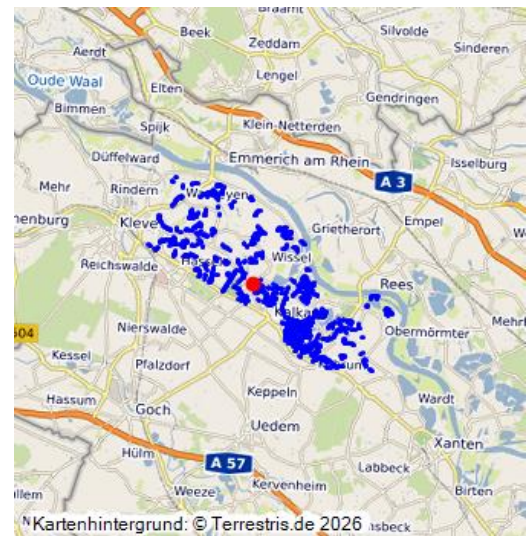 Braamt
Beek
Silvolde
Aerdt
Zeddam
Sinderen
Oude Waal
Elten
Lengel
Gendringen
Bimmen
Spijk
Klein-Netterden
Düffelward
Emmerich am Rhein
Isselburg
A 3
Mehr
Rindern
Empel
Kleve
Grietherort
Wissel
Reichswalde
Rees
Nierswalde
Obermörmter
Kessel
Pfalzdorf
Keppeln
Wardt
Hassum
Goch
Uedem
Xanten
Hülm
A 57
Labbeck
Weeze
Kervenheim
Birten
Kartenhintergrund: © Terrestris.de 2026